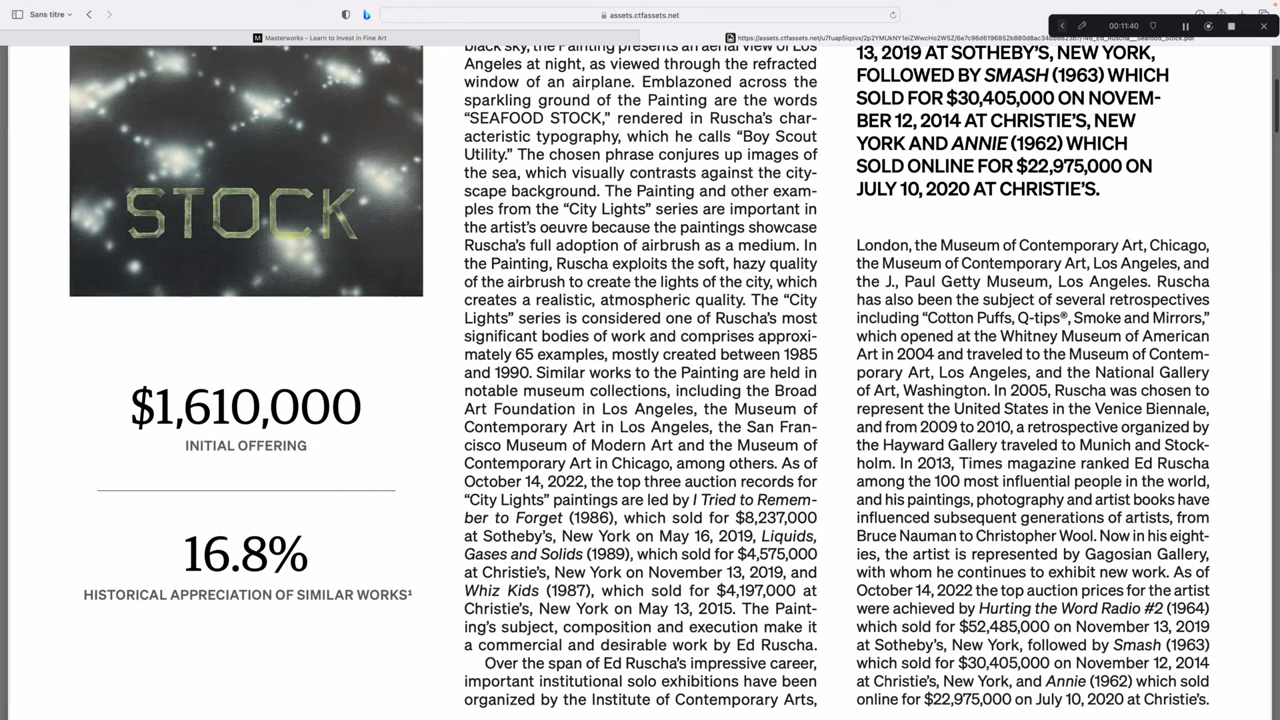 Sans titre
assets.ctfassets.net
00:11:40
Masterworks - Learn to Invest in Fine Art
STOCK
$1,610,000
INITIAL OFFERING
16.8%
HISTORICAL APPRECIATION OF SIMILAR WORKS¹
black sky, the Painting presents an aerial view of Los
Angeles at night, as viewed through the refracted
window of an airplane. Emblazoned across the
sparkling ground of the Painting are the words
“SEAFOOD STOCK,” rendered in Ruscha’s char-
acteristic typography, which he calls “Boy Scout
Utility.” The chosen phrase conjures up images of
the sea, which visually contrasts against the city-
scape background. The Painting and other exam-
ples from the “City Lights” series are important in
the artist’s oeuvre because the paintings showcase
Ruscha’s full adoption of airbrush as a medium. In
the Painting, Ruscha exploits the soft, hazy quality
of the airbrush to create the lights of the city, which
creates a realistic, atmospheric quality. The “City
Lights” series is considered one of Ruscha’s most
significant bodies of work and comprises approxi-
mately 65 examples, mostly created between 1985
and 1990. Similar works to the Painting are held in
notable museum collections, including the Broad
Art Foundation in Los Angeles, the Museum of
Contemporary Art in Los Angeles, the San Fran-
cisco Museum of Modern Art and the Museum of
Contemporary Art in Chicago, among others. As of
October 14, 2022, the top three auction records for
“City Lights” paintings are led by I Tried to Remem-
ber to Forget (1986), which sold for $8,237,000
at Sotheby’s, New York on May 16, 2019, Liquids,
Gases and Solids (1989), which sold for $4,575,000
at Christie’s, New York on November 13, 2019, and
Whiz Kids (1987), which sold for $4,197,000 at
Christie’s, New York on May 13, 2015. The Paint-
ing’s subject, composition and execution make it
a commercial and desirable work by Ed Ruscha.
Over the span of Ed Ruscha’s impressive career,
important institutional solo exhibitions have been
organized by the Institute of Contemporary Arts,
13, 2019 AT SOTHEBY’S, NEW YORK,
FOLLOWED BY SMASH (1963) WHICH
SOLD FOR $30,405,000 ON NOVEM-
BER 12, 2014 AT CHRISTIE’S, NEW
YORK AND ANNIE (1962) WHICH
SOLD ONLINE FOR $22,975,000 ON
JULY 10, 2020 AT CHRISTIE’S.
London, the Museum of Contemporary Art, Chicago,
the Museum of Contemporary Art, Los Angeles, and
the J., Paul Getty Museum, Los Angeles. Ruscha
has also been the subject of several retrospectives
including “Cotton Puffs, Q-tips®, Smoke and Mirrors,”
which opened at the Whitney Museum of American
Art in 2004 and traveled to the Museum of Contem-
porary Art, Los Angeles, and the National Gallery
of Art, Washington. In 2005, Ruscha was chosen to
represent the United States in the Venice Biennale,
and from 2009 to 2010, a retrospective organized by
the Hayward Gallery traveled to Munich and Stock-
holm. In 2013, Times magazine ranked Ed Ruscha
among the 100 most influential people in the world,
and his paintings, photography and artist books have
influenced subsequent generations of artists, from
Bruce Nauman to Christopher Wool. Now in his eight-
ies, the artist is represented by Gagosian Gallery,
with whom he continues to exhibit new work. As of
October 14, 2022 the top auction prices for the artist
were achieved by Hurting the Word Radio #2 (1964)
which sold for $52,485,000 on November 13, 2019
at Sotheby’s, New York, followed by Smash (1963)
which sold for $30,405,000 on November 12, 2014
at Christie’s, New York, and Annie (1962) which sold
online for $22,975,000 on July 10, 2020 at Christie’s.